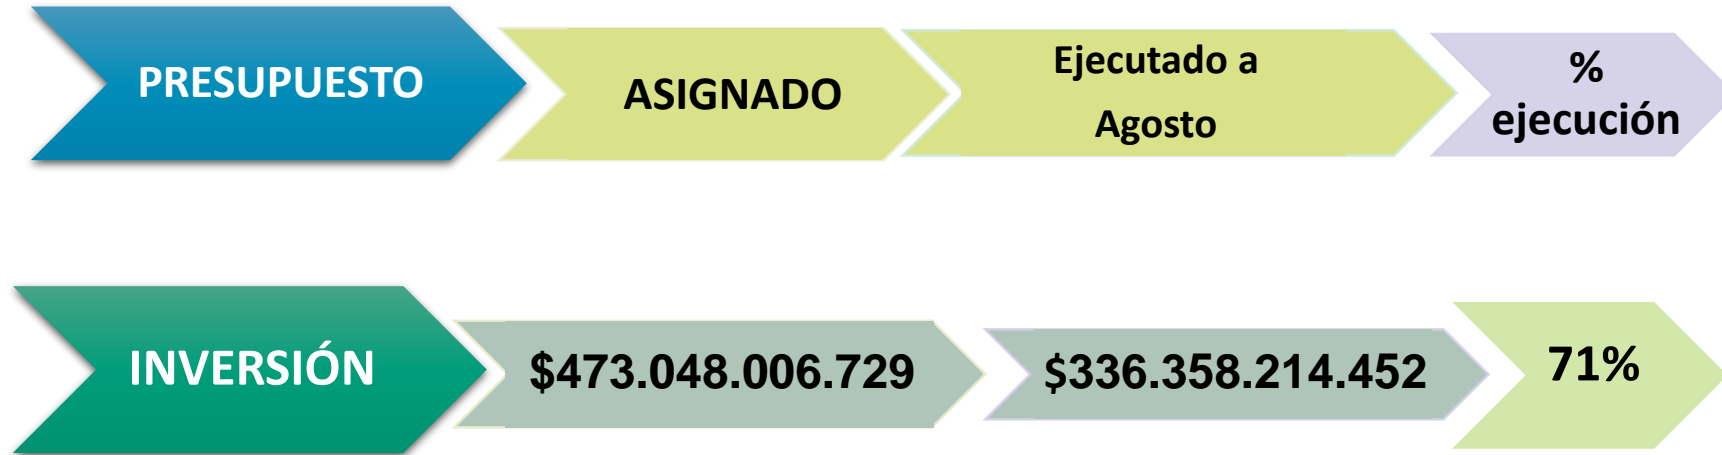 PRESUPUESTO
ASIGNADO
Ejecutado a
Agosto
%
ejecución
INVERSIÓN
$473.048.006.729
$336.358.214.452
71%